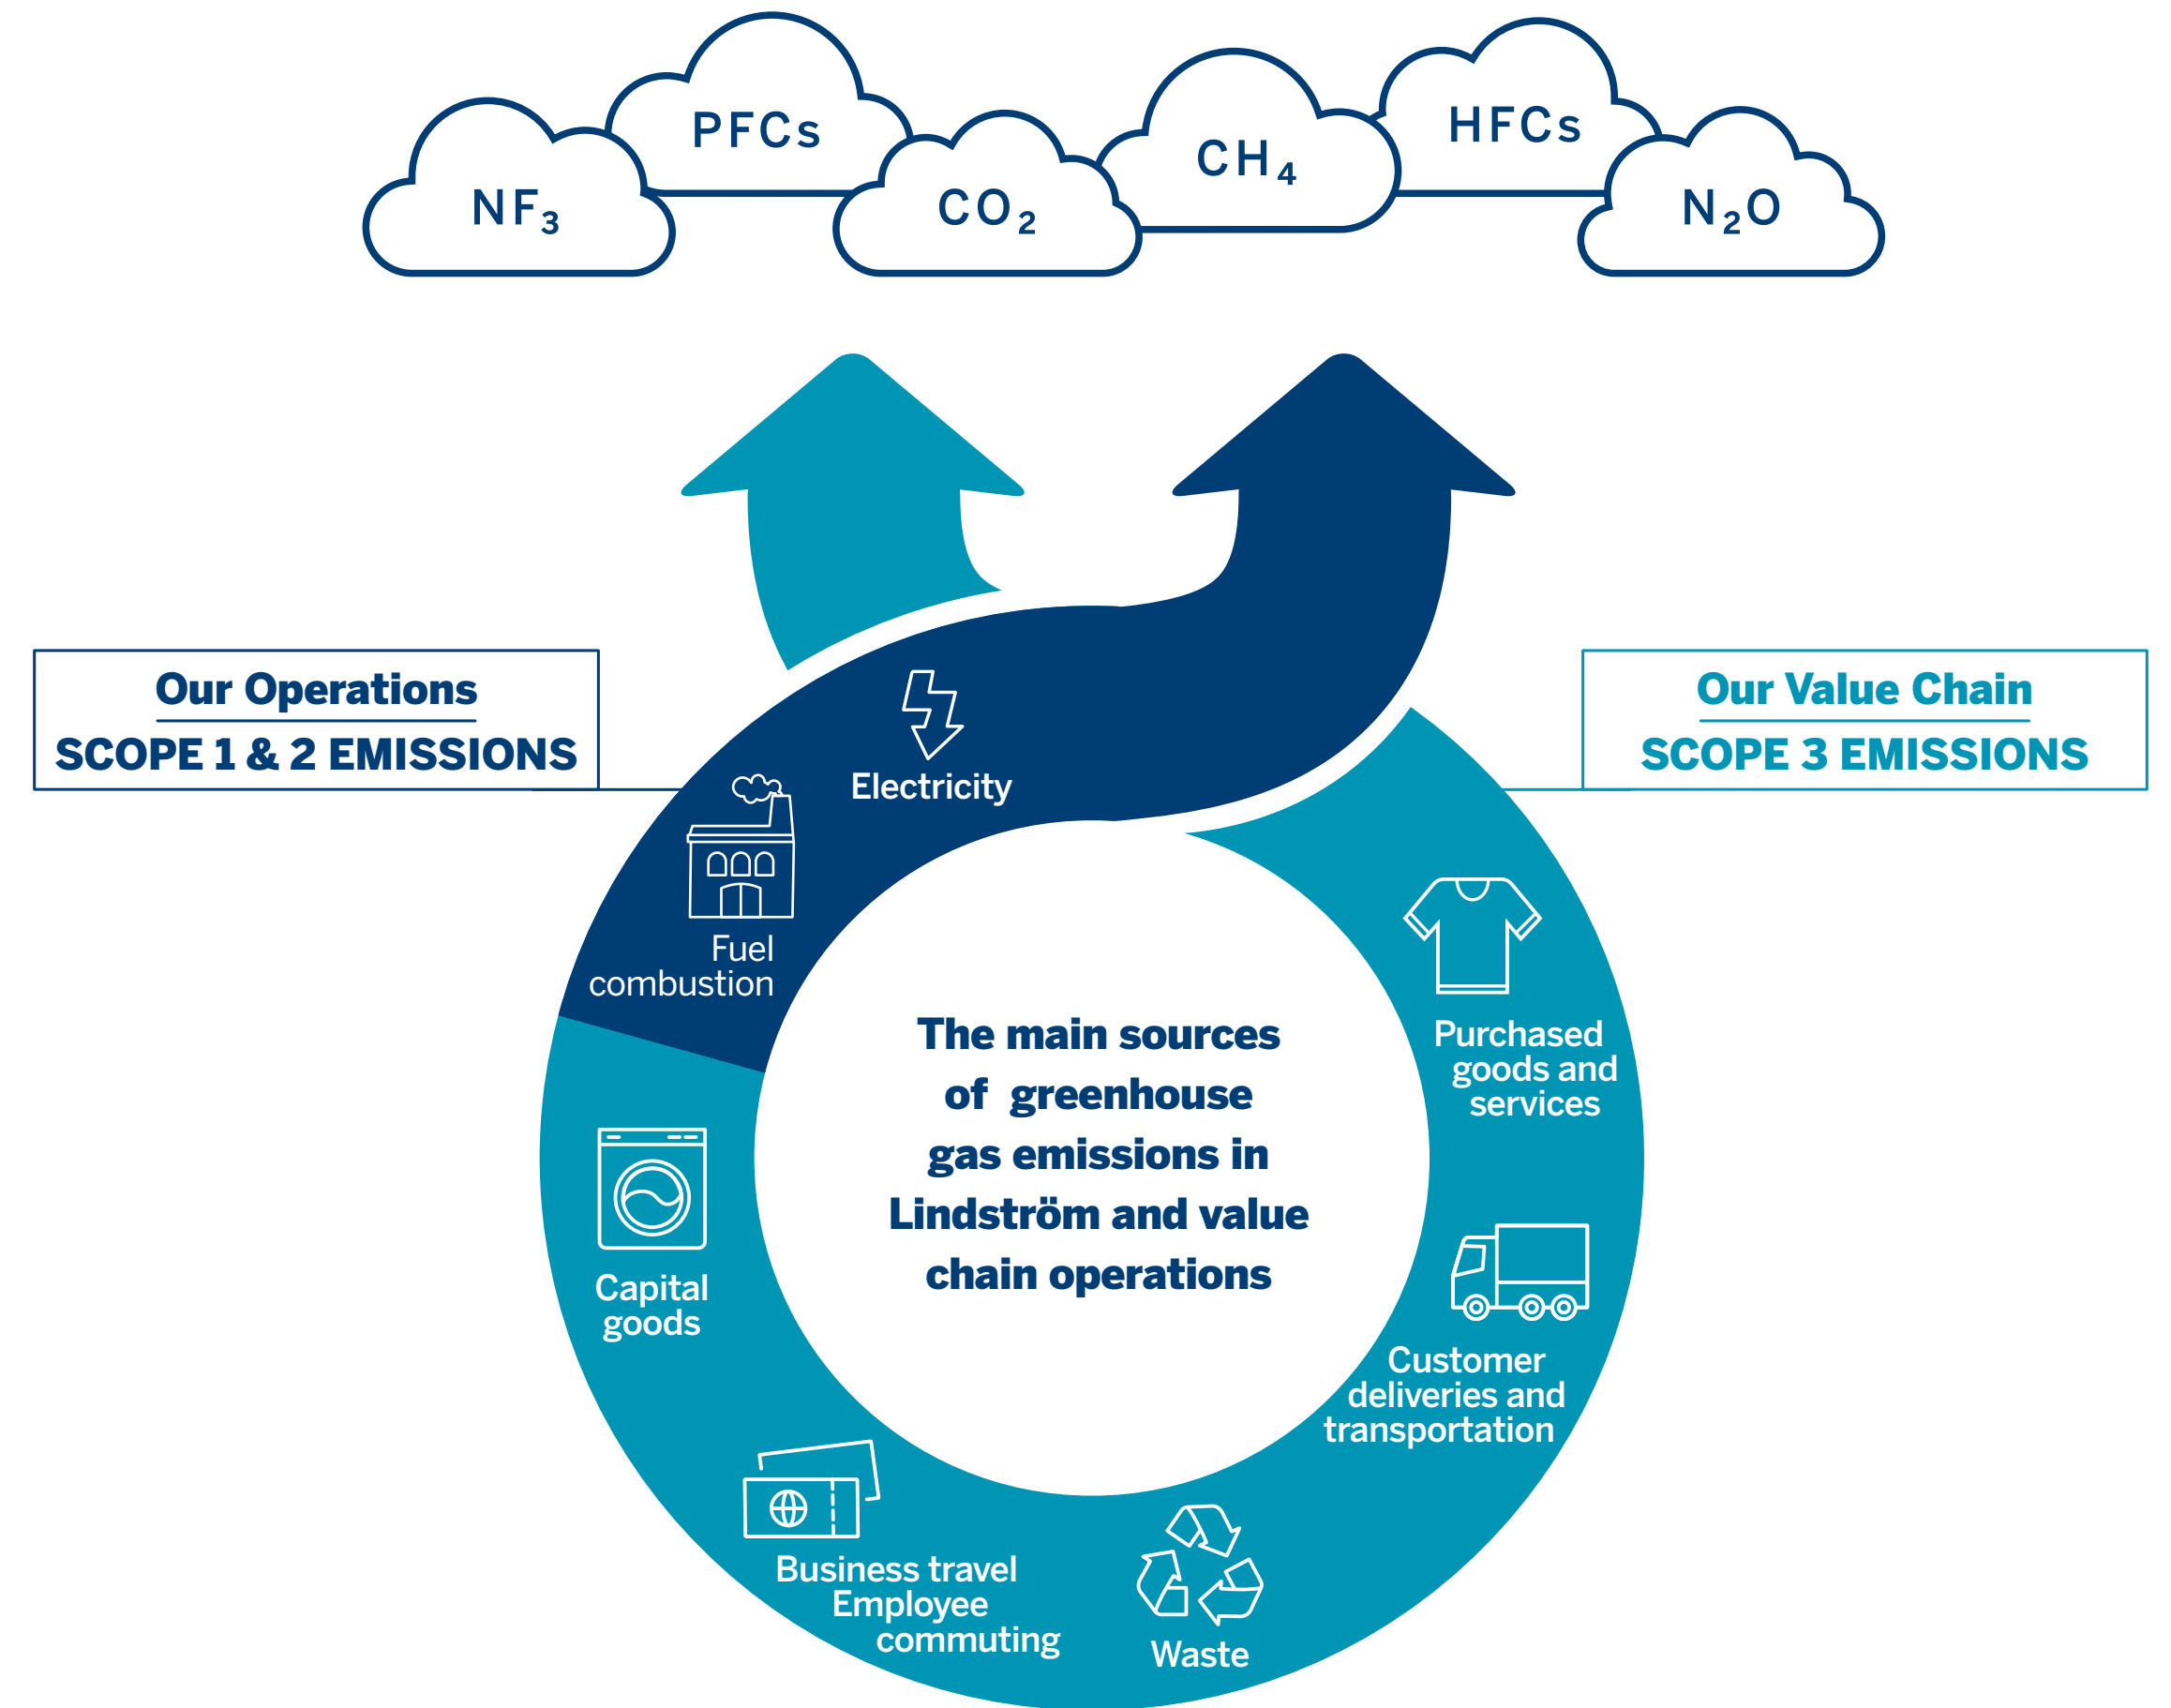 PFCs
HFCs
CH₄
NF₃
CO₂
N₂O
Our Operations
SCOPE 1 & 2 EMISSIONS
Our Value Chain
SCOPE 3 EMISSIONS
Electricity
Fuel
combustion
The main sources
of greenhouse
gas emissions in
Lindström and value
chain operations
Purchased
goods and
services
Customer
deliveries and
transportation
Capital
goods
Business travel
Employee
commuting
Waste